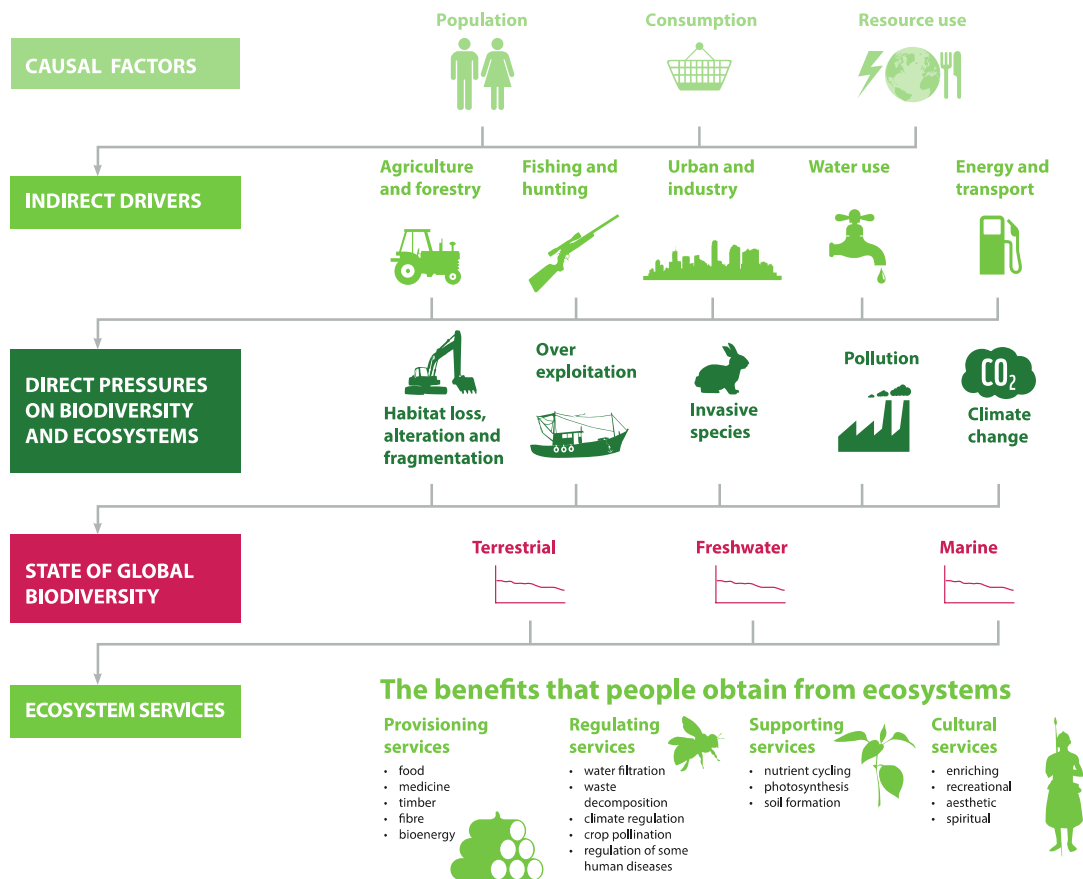 Population
Consumption
Resource use
CAUSAL FACTORS
Agriculture
and forestry
Fishing and
hunting
Urban and
industry
Water use
Energy and
transport
INDIRECT DRIVERS
DIRECT PRESSURES
ON BIODIVERSITY
AND ECOSYSTEMS
Habitat loss,
alteration and
fragmentation
Over
exploitation
Invasive
species
Pollution
CO2
Climate
change
STATE OF GLOBAL
BIODIVERSITY
Terrestrial
Freshwater
Marine
ECOSYSTEM SERVICES
The benefits that people obtain from ecosystems
Provisioning
services
• food
• medicine
• timber
• fibre
• bioenergy
Regulating
services
• water filtration
• waste
decomposition
• climate regulation
• crop pollination
• regulation of some
human diseases
Supporting
services
• nutrient cycling
• photosynthesis
• soil formation
Cultural
services
• enriching
• recreational
• aesthetic
• spiritual